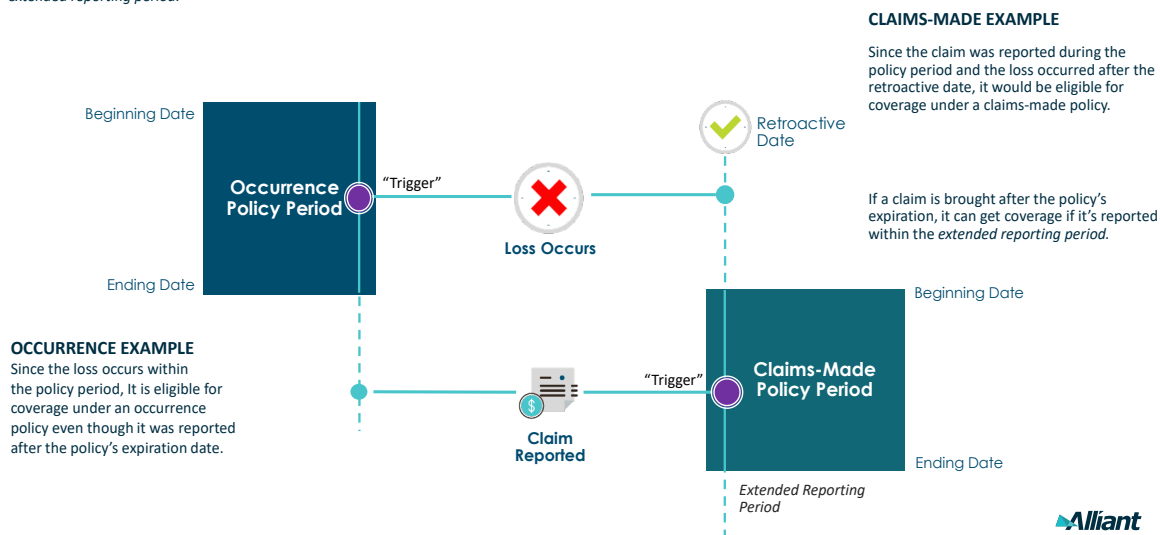 extended reporting period.
CLAIMS-MADE EXAMPLE
Since the claim was reported during the
policy period and the loss occurred after the
retroactive date, it would be eligible for
coverage under a claims-made policy.
Beginning Date
Retroactive
Date
Occurrence
Policy Period
“Trigger”
If a claim is brought after the policy’s
expiration, it can get coverage if it’s reported
within the extended reporting period.
Loss Occurs
Ending Date
Beginning Date
OCCURRENCE EXAMPLE
Since the loss occurs within
the policy period, It is eligible for
coverage under an occurrence
policy even though it was reported
after the policy’s expiration date.
“Trigger”
Claims-Made
Policy Period
$
Claim
Reported
Ending Date
Extended Reporting
Period
Alliant